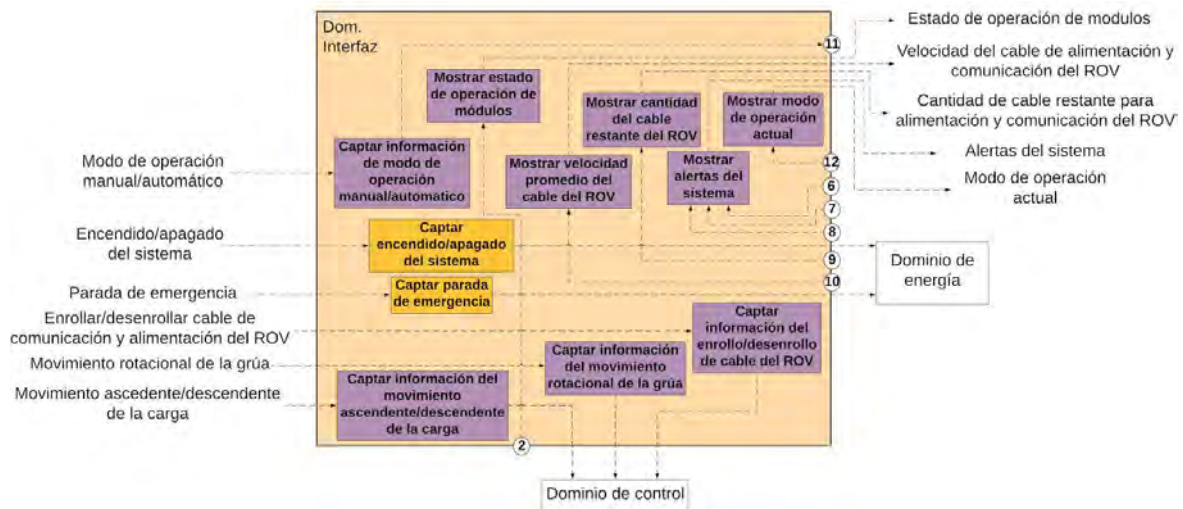 Dom.
Interfaz
11
Estado de operación de modulos
Velocidad del cable de alimentación y
comunicación del ROV
Mostrar estado
de operación de
módulos
Mostrar cantidad
del cable
restante del ROV
Mostrar modo
de operación
actual
Cantidad de cable restante para
alimentación y comunicación del ROV
Captar información
de modo de
operación
manual/automatico
Mostrar velocidad
promedio del
cable del ROV
Mostrar
alertas del
sistema
Modo de operación
manual/automático
12
6
7
8
9
10
Alertas del sistema
Modo de operación
actual
Encendido/apagado
del sistema
Captar
encendido/apagado
del sistema
Dominio de
energía
Parada de emergencia
Captar parada
de emergencia
Enrollar/desenrollar cable de
comunicación y alimentación del ROV
Captar
información del
enrollo/desenrollo
de cable del ROV
Movimiento rotacional de la grúa
Captar información
del movimiento
rotacional de la grúa
Movimiento ascedente/descendente
de la carga
Captar información del
movimiento
ascendente/descendente
de la carga
2
Dominio de control